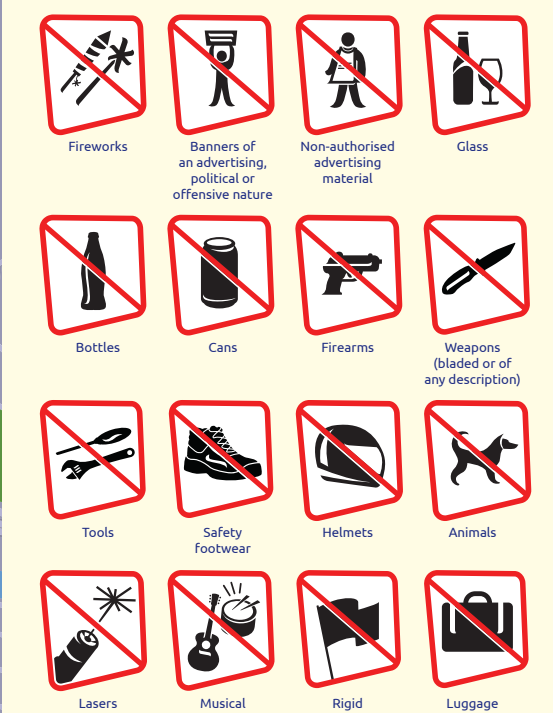 Fireworks
Banners of
an advertising,
political or
offensive nature
Non-authorised
advertising
material
Glass
Bottles
Cans
Firearms
Weapons
(bladed or of
any description)
Tools
Safety
footwear
Helmets
Animals
Lasers
Musical
Rigid
Luggage